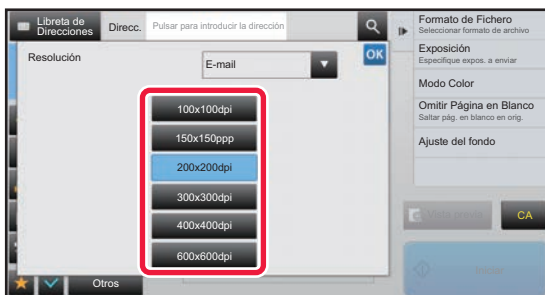 Libreta de
Direcciones
Direcc.
Pulsar para introducir la dirección
Resolución
E-mail
OK
100x100dpi
150x150ppp
200x200dpi
300x300dpi
400x400dpi
600x600dpi
Otros
Formato de Fichero
Seleccionar formato de archivo
Exposición
Especifique expos. a enviar
Modo Color
Omitir Página en Blanco
Saltar pág. en blanco en orig.
Ajuste del fondo
CA